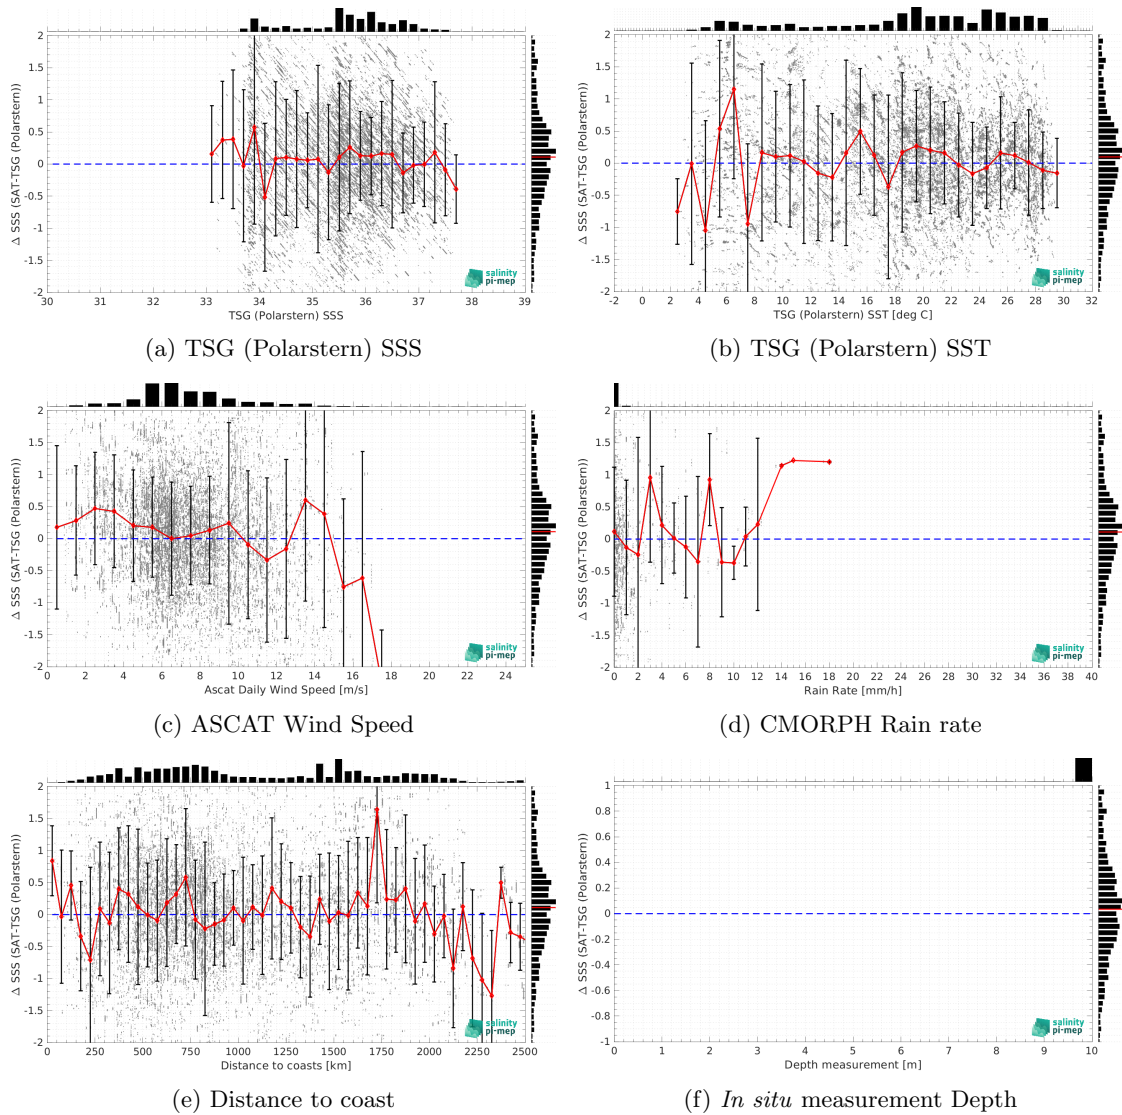 2
1.5
1
0.5
0
-0.5
-1
-1.5
-2
Δ SSS (SAT-TSG (Polarstern))
salinity
pi-mep
30 31 32 33 34 35 36 37 38 39
TSG (Polarstern) SSS
(a) TSG (Polarstern) SSS
2
1.5
1
0.5
0
-0.5
-1
-1.5
-2
Δ SSS (SAT-TSG (Polarstern))
salinity
pi-mep
-2 0 2 4 6 8 10 12 14 16 18 20 22 24 26 28 30 32
TSG (Polarstern) SST [deg C]
(b) TSG (Polarstern) SST
2
1.5
1
0.5
0
-0.5
-1
-1.5
-2
Δ SSS (SAT-TSG (Polarstern))
salinity
pi-mep
0 2 4 6 8 10 12 14 16 18 20 22 24
Ascat Daily Wind Speed [m/s]
(c) ASCAT Wind Speed
2
1.5
1
0.5
0
-0.5
-1
-1.5
-2
Δ SSS (SAT-TSG (Polarstern))
salinity
pi-mep
0 2 4 6 8 10 12 14 16 18 20 22 24 26 28 30 32 34 36 38 40
Rain Rate [mm/h]
(d) CMORPH Rain rate
2
1.5
1
0.5
0
-0.5
-1
-1.5
-2
Δ SSS (SAT-TSG (Polarstern))
salinity
pi-mep
0 250 500 750 1000 1250 1500 1750 2000 2250 2500
Distance to coasts [km]
(e) Distance to coast
1
0.8
0.6
0.4
0.2
0
-0.2
-0.4
-0.6
-0.8
-1
Δ SSS (SAT-TSG (Polarstern))
salinity
pi-mep
0 1 2 3 4 5 6 7 8 9 10
Depth measurement [m]
(f) In situ measurement Depth